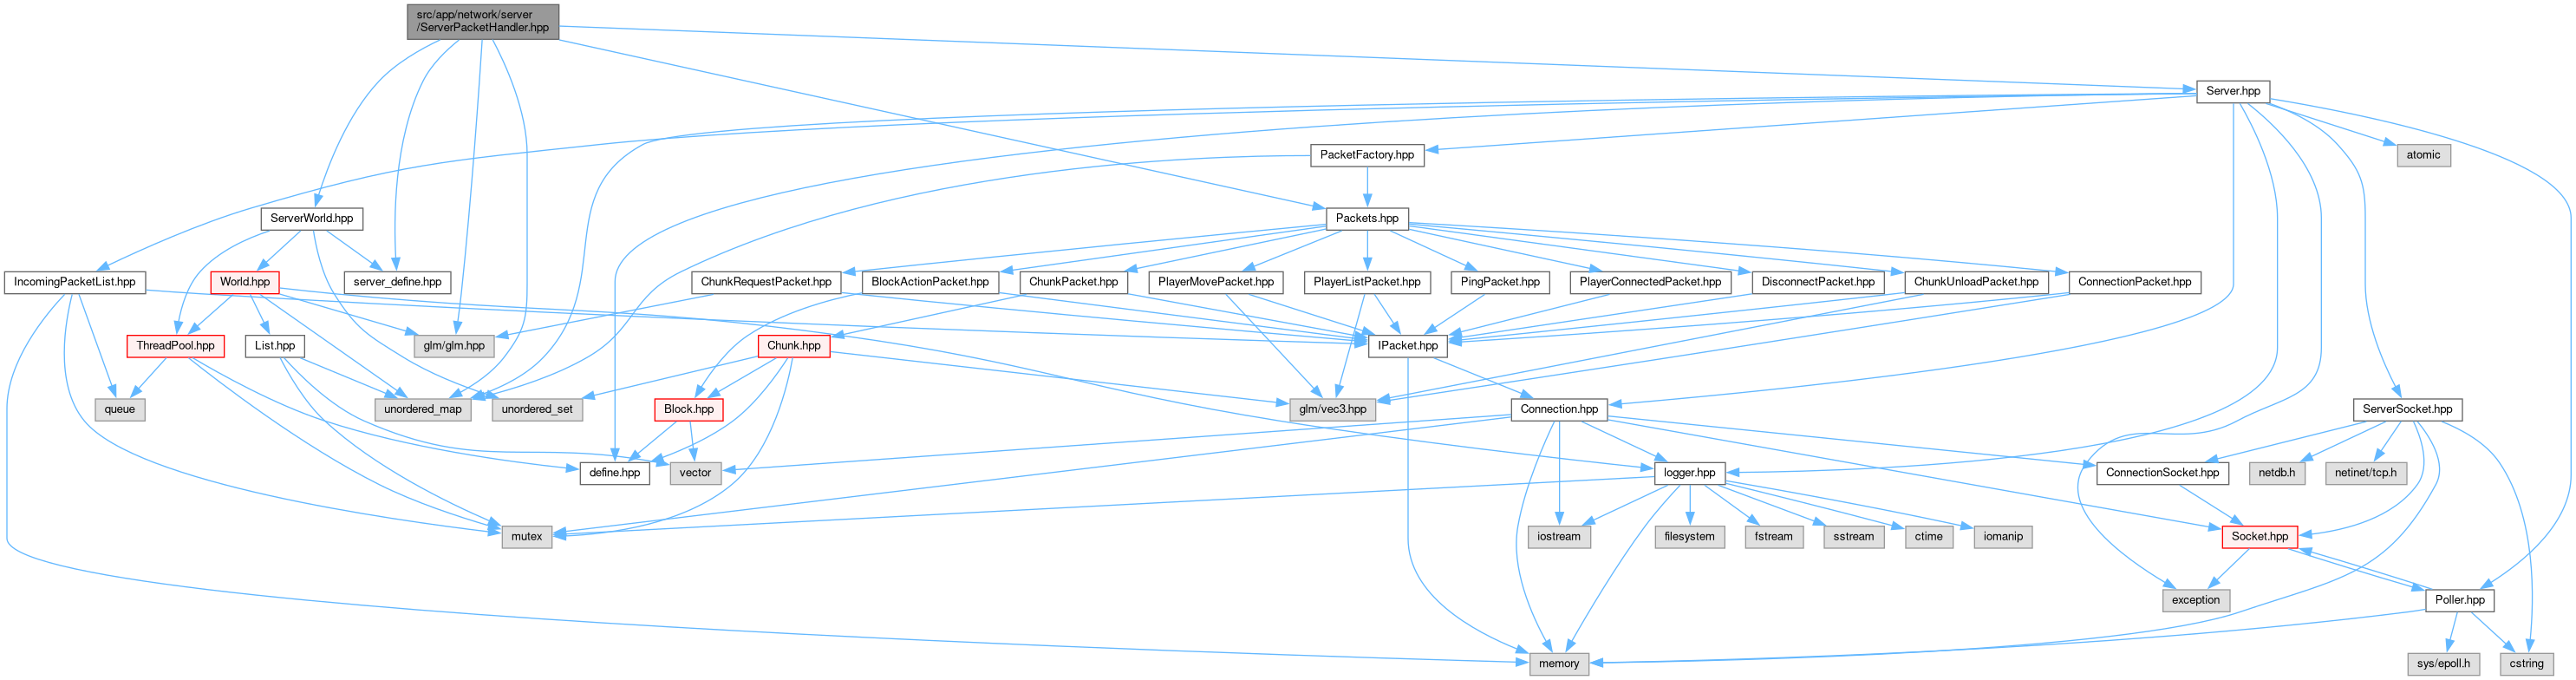 src/app/network/server
/ServerPacketHandler.hpp
Server.hpp
PacketFactory.hpp
atomic
ServerWorld.hpp
Packets.hpp
IncomingPacketList.hpp
World.hpp
server_define.hpp
ChunkRequestPacket.hpp
BlockActionPacket.hpp
ChunkPacket.hpp
PlayerMovePacket.hpp
PlayerListPacket.hpp
PingPacket.hpp
PlayerConnectedPacket.hpp
DisconnectPacket.hpp
ChunkUnloadPacket.hpp
ConnectionPacket.hpp
ThreadPool.hpp
List.hpp
glm/glm.hpp
Chunk.hpp
IPacket.hpp
queue
unordered_map
unordered_set
Block.hpp
glm/vec3.hpp
Connection.hpp
ServerSocket.hpp
define.hpp
vector
logger.hpp
ConnectionSocket.hpp
netdb.h
netinet/tcp.h
mutex
iostream
filesystem
fstream
sstream
ctime
iomanip
Socket.hpp
exception
Poller.hpp
memory
sys/epoll.h
cstring